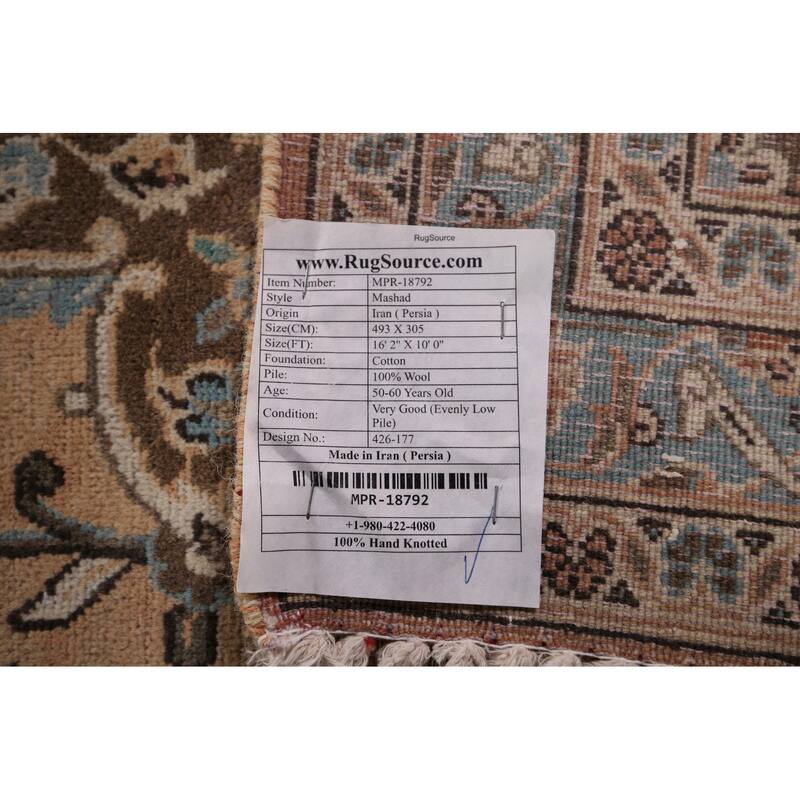 RugSource
www.RugSource.com
Item Number: MPR-18792
Style Mashad
Origin Iran ( Persia )
Size(CM): 493 X 305
Size(FT): 16' 2" X 10' 0"
Foundation: Cotton
Pile: 100% Wool
Age: 50-60 Years Old
Condition: Very Good (Evenly Low
Pile)
Design No.: 426-177
Made in Iran ( Persia )
MPR-18792
+1-980-422-4080
100% Hand Knotted